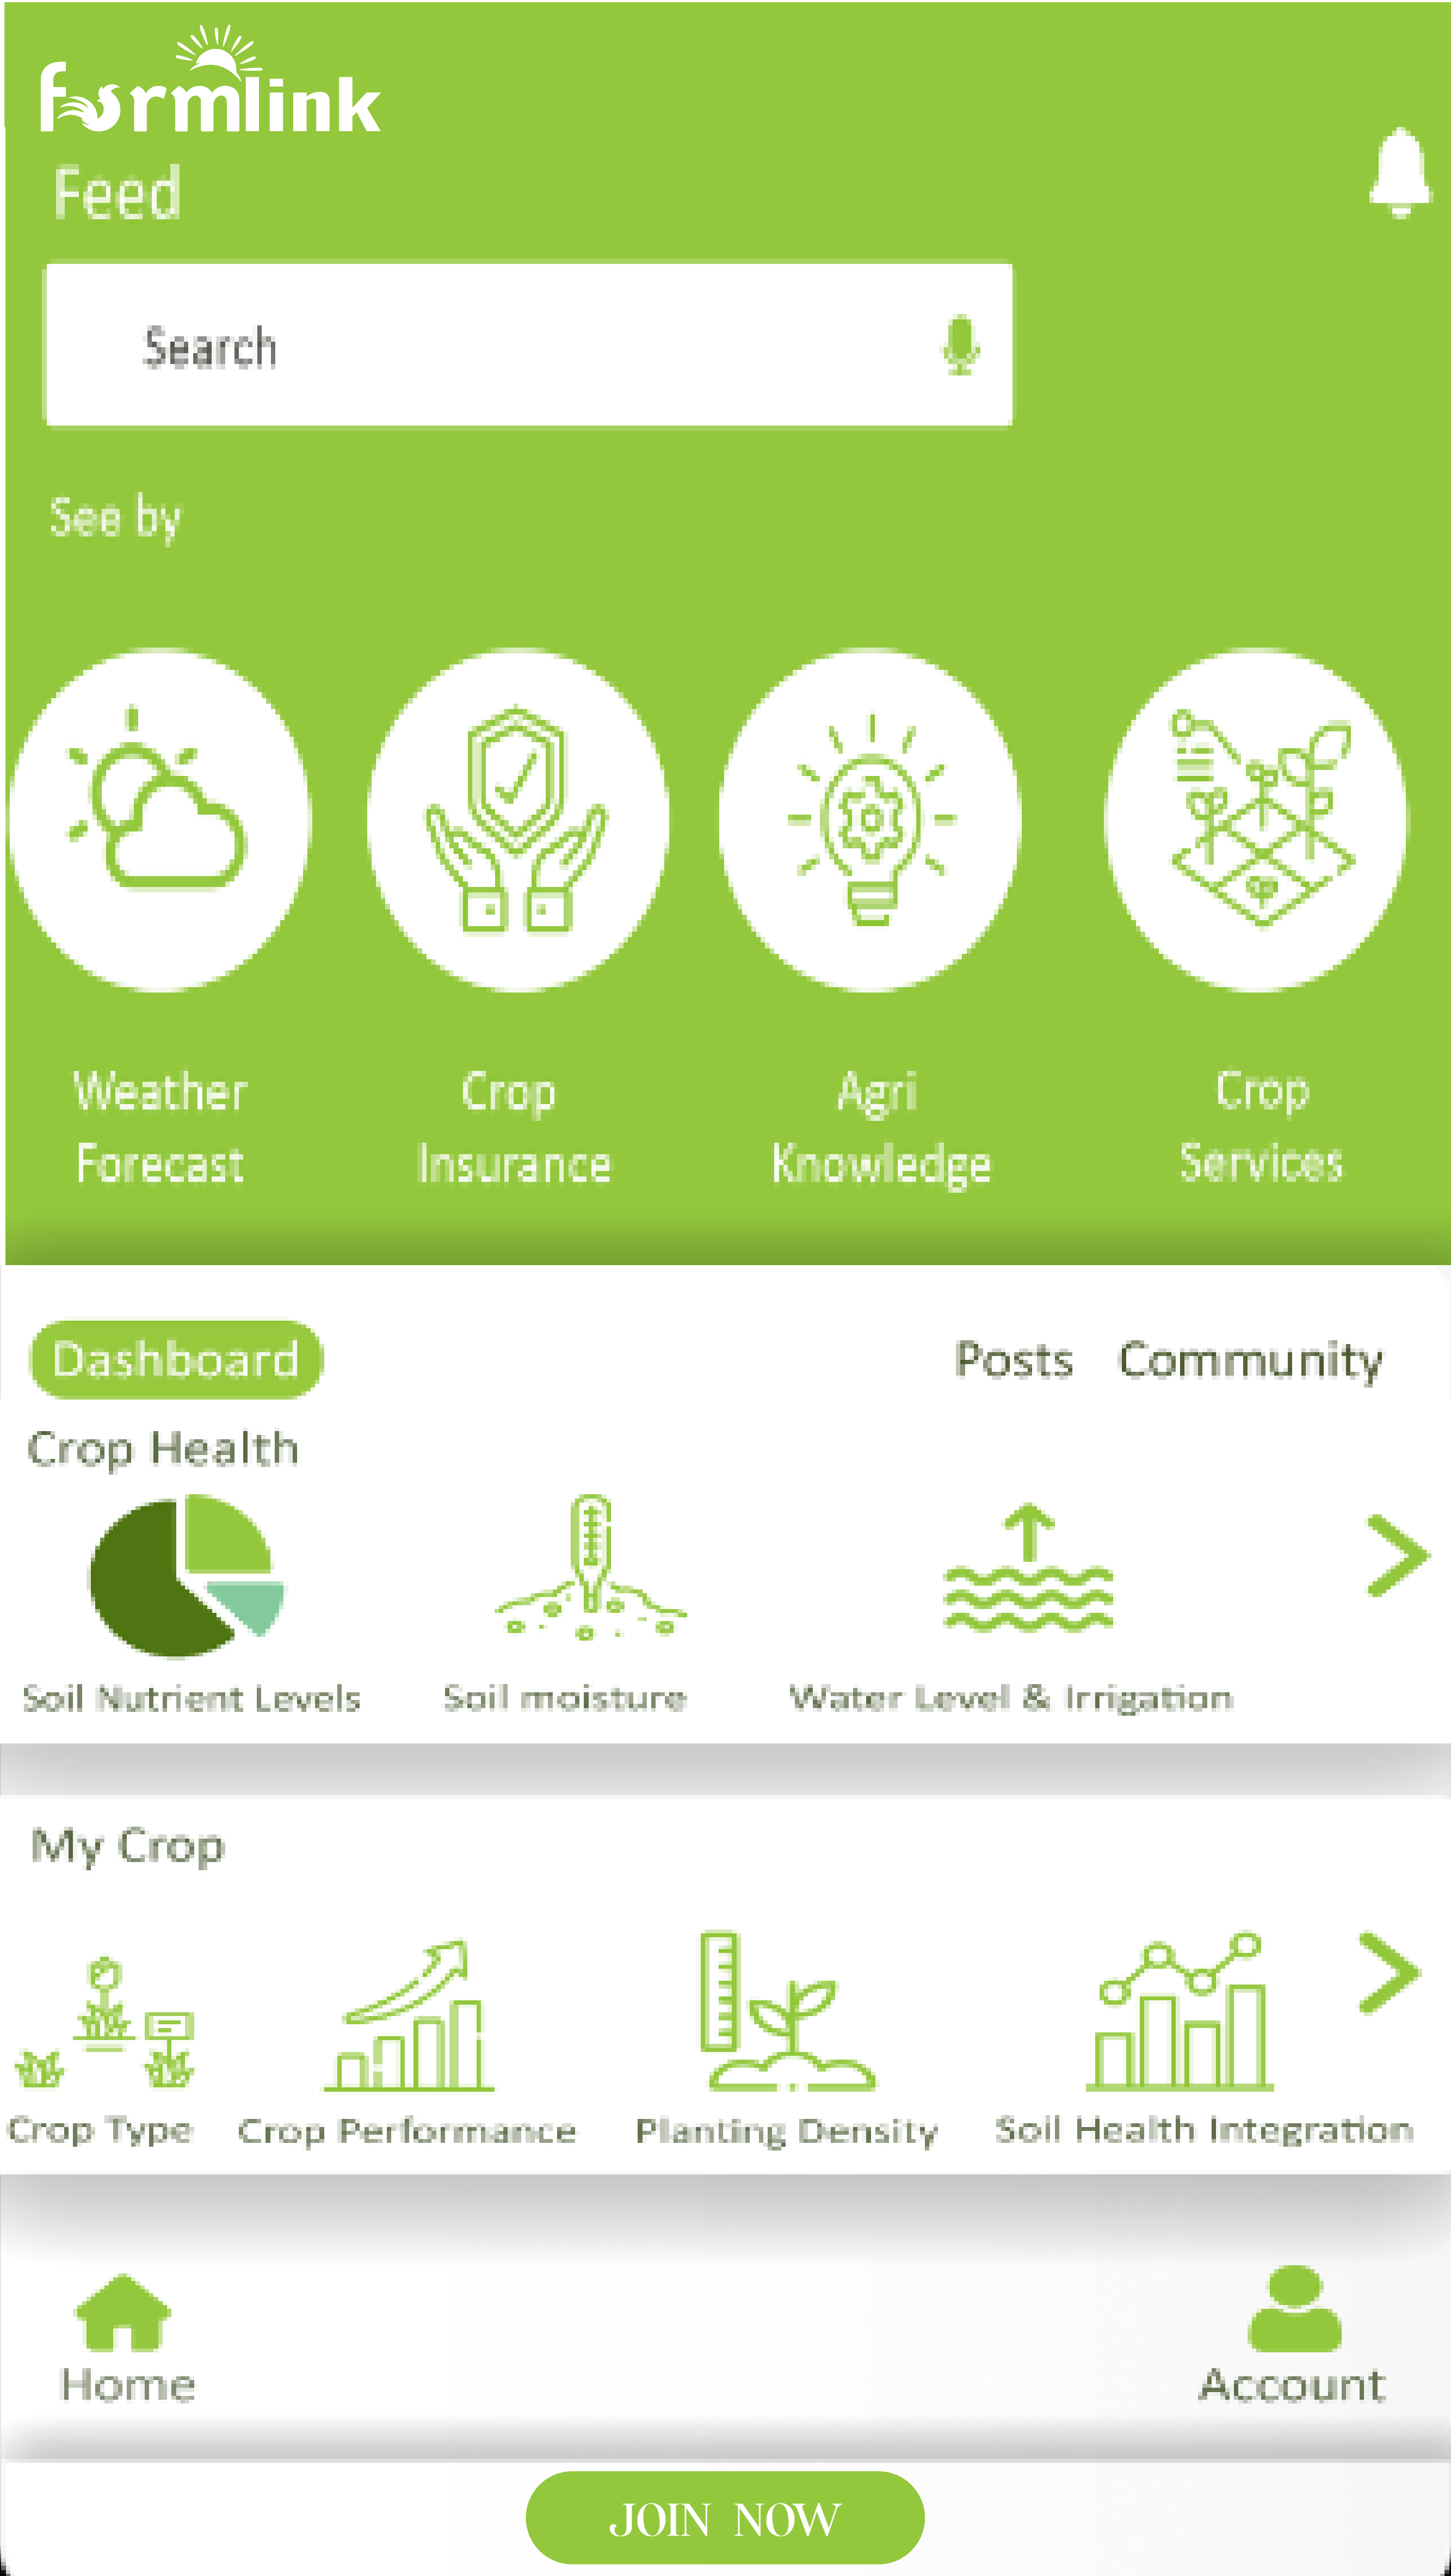 farmlink
Feed
Search
See by
Weather Forecast
Crop Insurance
Agri Knowledge
Crop Services
Dashboard
Posts
Community
Crop Health
Soil Nutrient Levels
Soil moisture
Water Level & Irrigation
My Crop
Crop Type
Crop Performance
Planting Density
Soil Health Integration
Home
Account
JOIN NOW